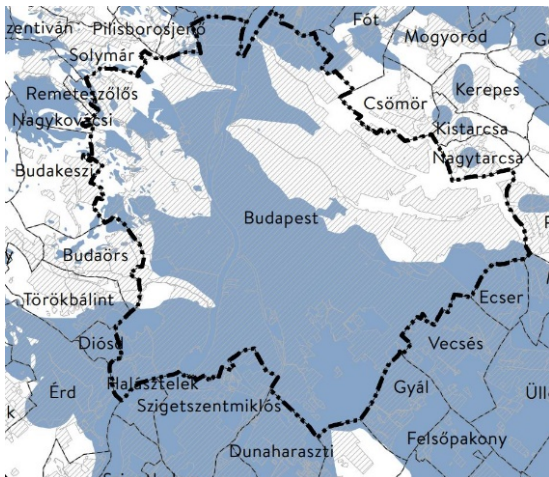 Pilisborosjenő
Fót
Mogyoród
Solymár
Remeteszőlős
Csömör
Kerepes
Nagykovácsi
Kistarcsa
Nagytarcsa
Budakeszi
Budapest
Budaörs
Törökbálint
Ecser
Diósd
Vecsés
Halásztelek
Érd
Gyál
Szigetszentmiklós
Felsőpakony
Dunaharaszti